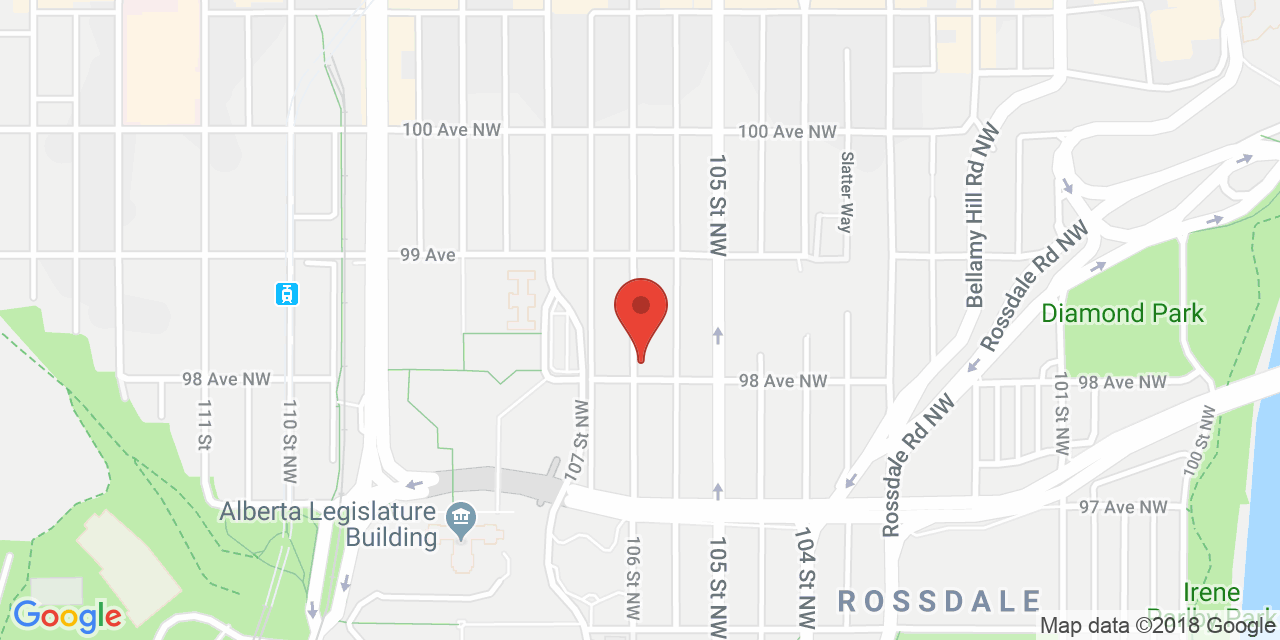 100 Ave NW
100 Ave NW
105 St NW
Slatter Way
Bellamy Hill Rd NW
99 Ave
Rossdale Rd NW
Diamond Park
98 Ave NW
98 Ave NW
98 Ave NW
111 St
110 St NW
107 St NW
101 St NW
100 St NW
Rossdale Rd NW
Alberta Legislature
Building
97 Ave NW
106 St NW
105 St NW
104 St NW
ROSSDALE
Irene
Parlby Park
Google
Map data ©2018 Google